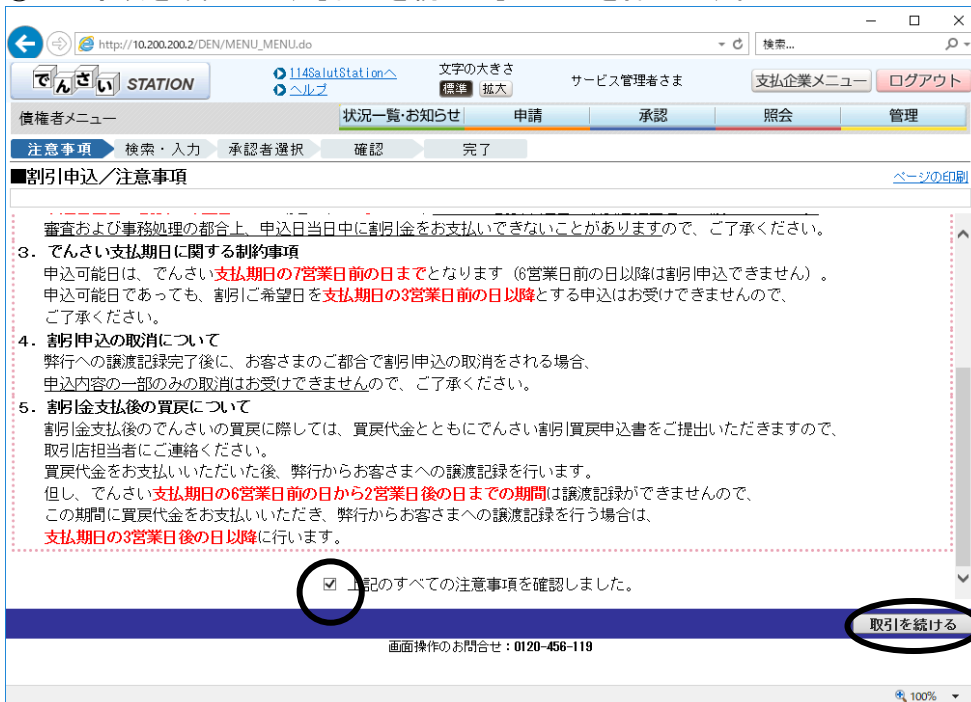 http://10.200.200.2/DEN/MENU_MENU.do
検索...
でんさい STATION
114SalutStationへ
ヘルプ
文字の大きさ
標準 拡大
サービス管理者さま
支払企業メニュー
ログアウト
債権者メニュー
状況一覧・お知らせ
申請
承認
照会
管理
注意事項
検索・入力
承認者選択
確認
完了
■割引申込／注意事項
ページの印刷
審査および事務処理の都合上、申込日当日中に割引金をお支払いできないことがありますので、ご了承ください。
3．でんさい支払期日に関する制約事項
申込可能日は、でんさい支払期日の7営業日前の日までとなります（6営業日前の日以降は割引申込できません）。
申込可能日であっても、割引ご希望日を支払期日の3営業日前の日以降とする申込はお受けできませんので、
ご了承ください。
4．割引申込の取消について
弊行への譲渡記録完了後に、お客さまのご都合で割引申込の取消をされる場合、
申込内容の一部のみの取消はお受けできませんので、ご了承ください。
5．割引金支払後の買戻について
割引金支払後のでんさいの買戻に際しては、買戻代金とともにでんさい割引買戻申込書をご提出いただきますので、
取引店担当者にご連絡ください。
買戻代金をお支払いいただいた後、弊行からお客さまへの譲渡記録を行います。
但し、でんさい支払期日の6営業日前の日から2営業日後の日までの期間は譲渡記録ができませんので、
この期間に買戻代金をお支払いいただき、弊行からお客さまへの譲渡記録を行う場合は、
支払期日の3営業日後の日以降に行います。
上記のすべての注意事項を確認しました。
取引を続ける
画面操作のお問合せ：0120-456-119
100%